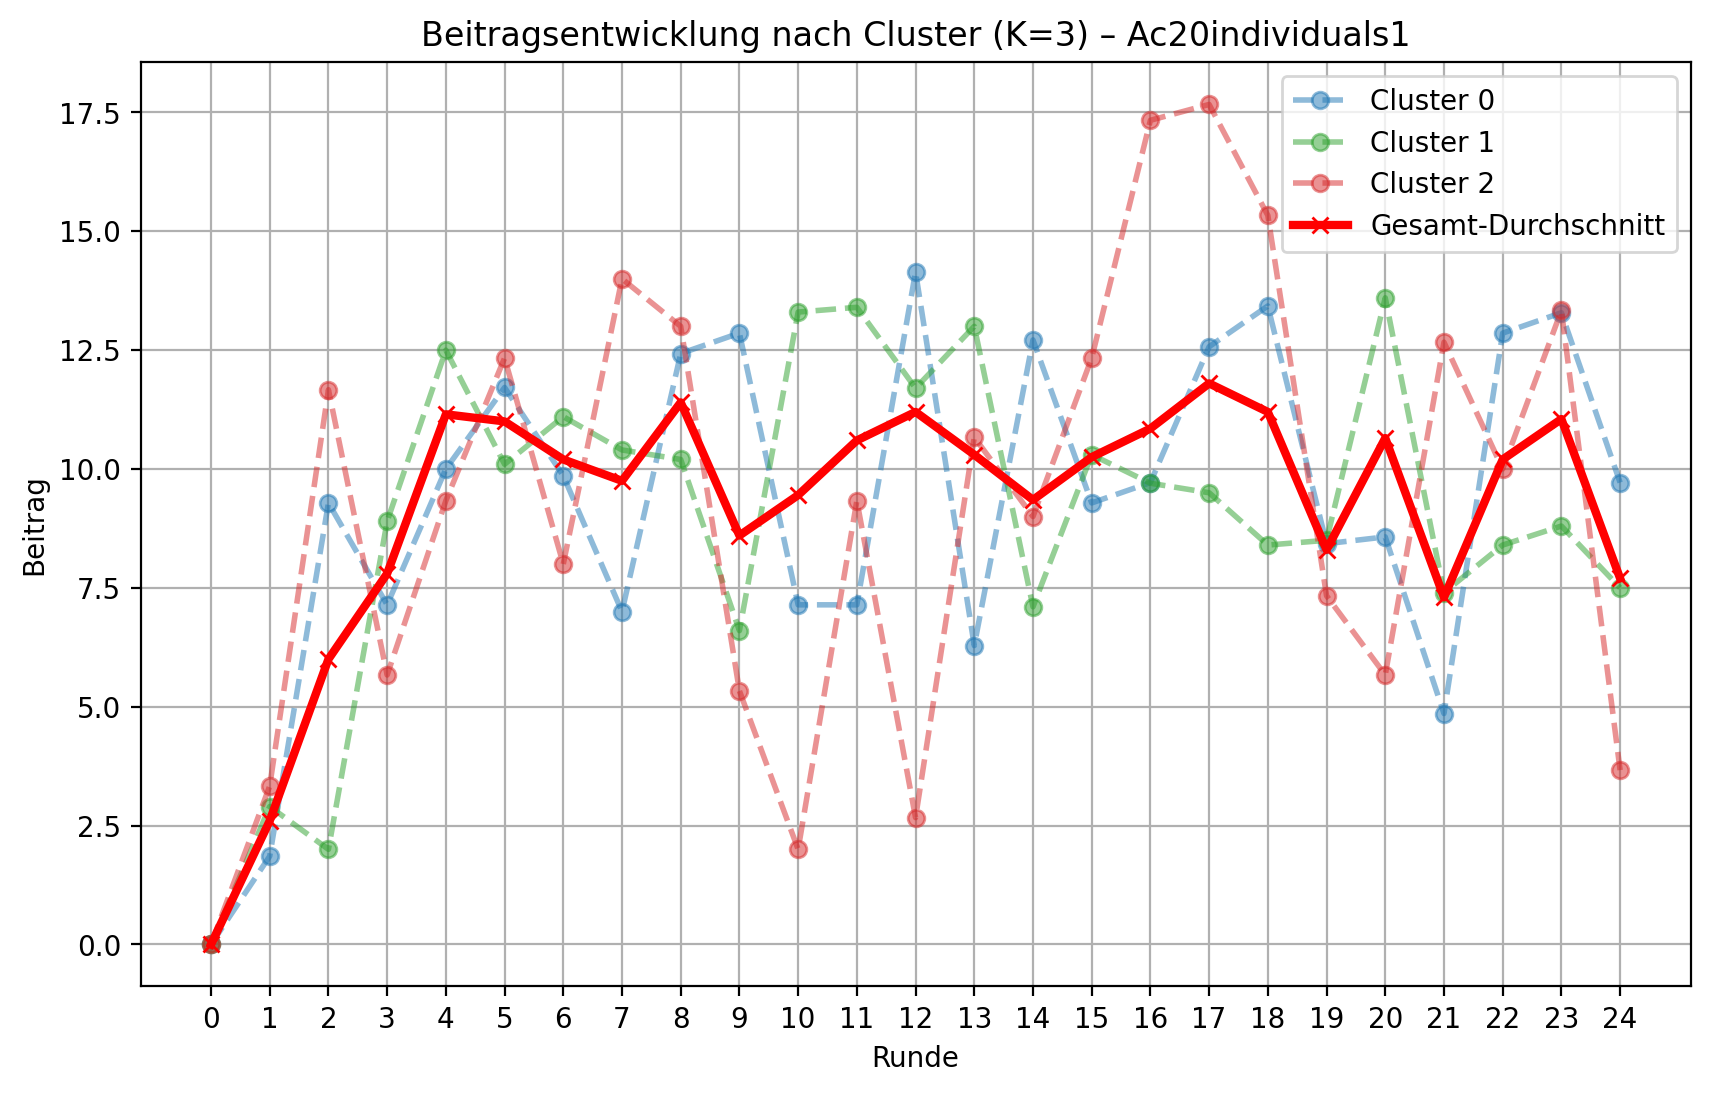 Beitragsentwicklung nach Cluster (K=3) – Ac20individuals1
Cluster 0
Cluster 1
Cluster 2
Gesamt-Durchschnitt
Beitrag
17.5
15.0
12.5
10.0
7.5
5.0
2.5
0.0
0 1 2 3 4 5 6 7 8 9 10 11 12 13 14 15 16 17 18 19 20 21 22 23 24
Runde